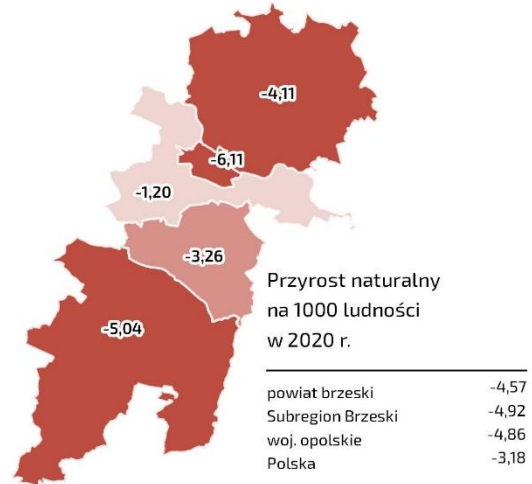 -4,11
-6,11
-1,20
-3,26
-5,04
Przyrost naturalny
na 1000 ludności
w 2020 r.
powiat brzeski -4,57
Subregion Brzeski -4,92
woj. opolskie -4,86
Polska -3,18